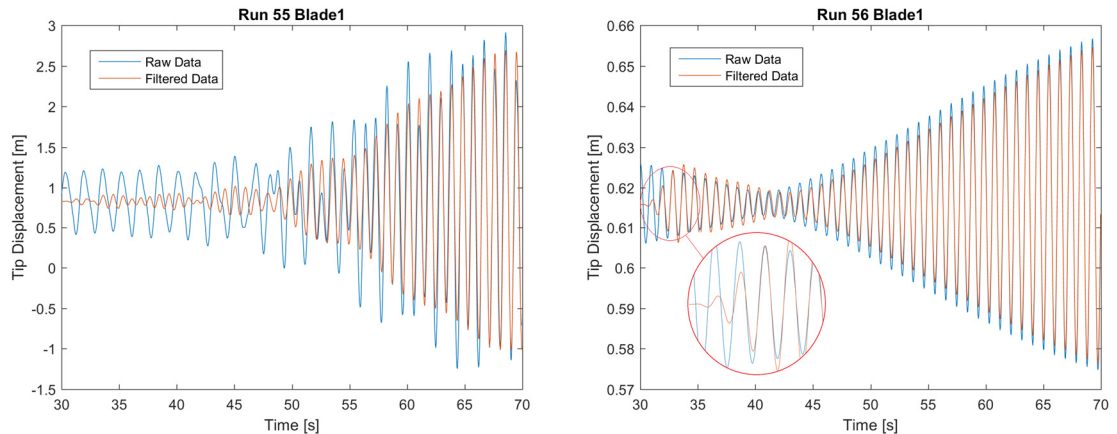 Run 55 Blade1
3
2.5
2
1.5
1
0.5
0
-0.5
-1
-1.5
Tip Displacement [m]
Raw Data
Filtered Data
30 35 40 45 50 55 60 65 70
Time [s]
Run 56 Blade1
0.66
0.65
0.64
0.63
0.62
0.61
0.6
0.59
0.58
0.57
Tip Displacement [m]
Raw Data
Filtered Data
30 35 40 45 50 55 60 65 70
Time [s]